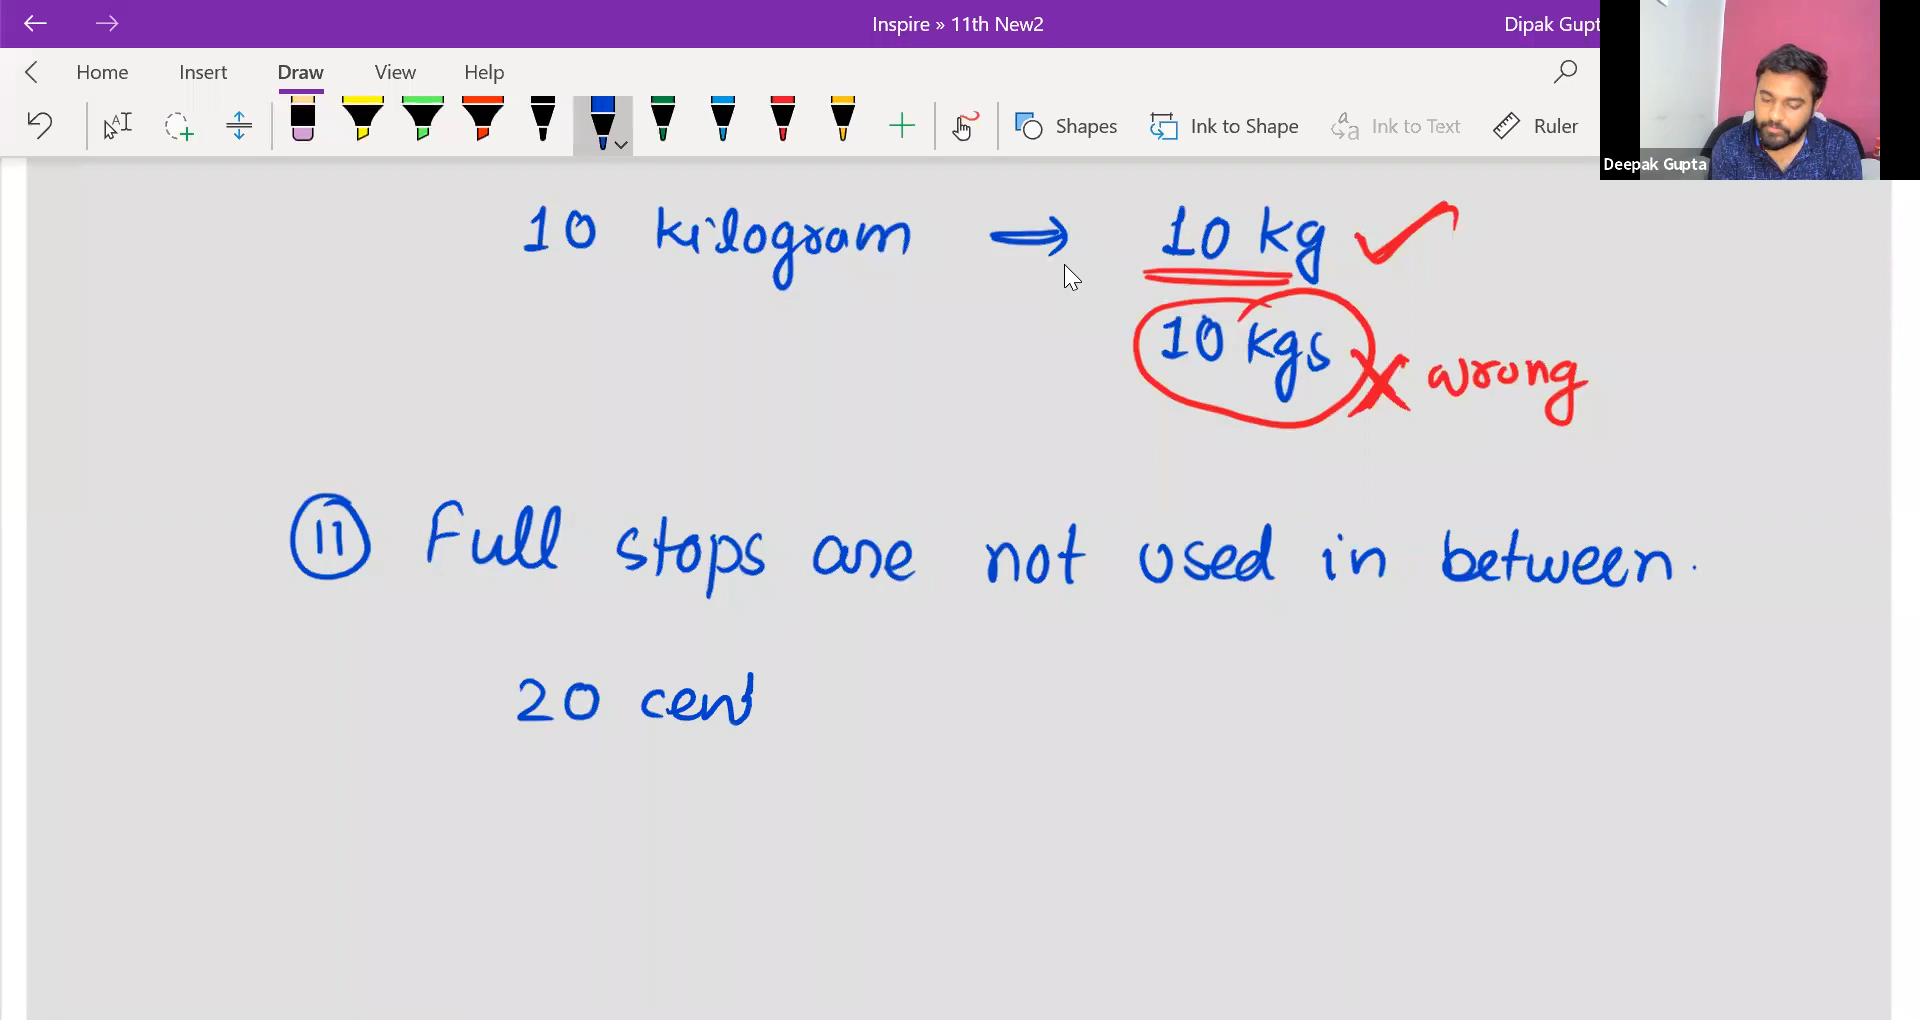 Inspire » 11th New2
Dipak Gupt
Home Insert Draw View Help
Shapes Ink to Shape Ink to Text Ruler
Deepak Gupta
10 kilogram ⇒ 10 kg ✓
10 kgs ✗ wrong
11 Full stops are not used in between.
20 cent